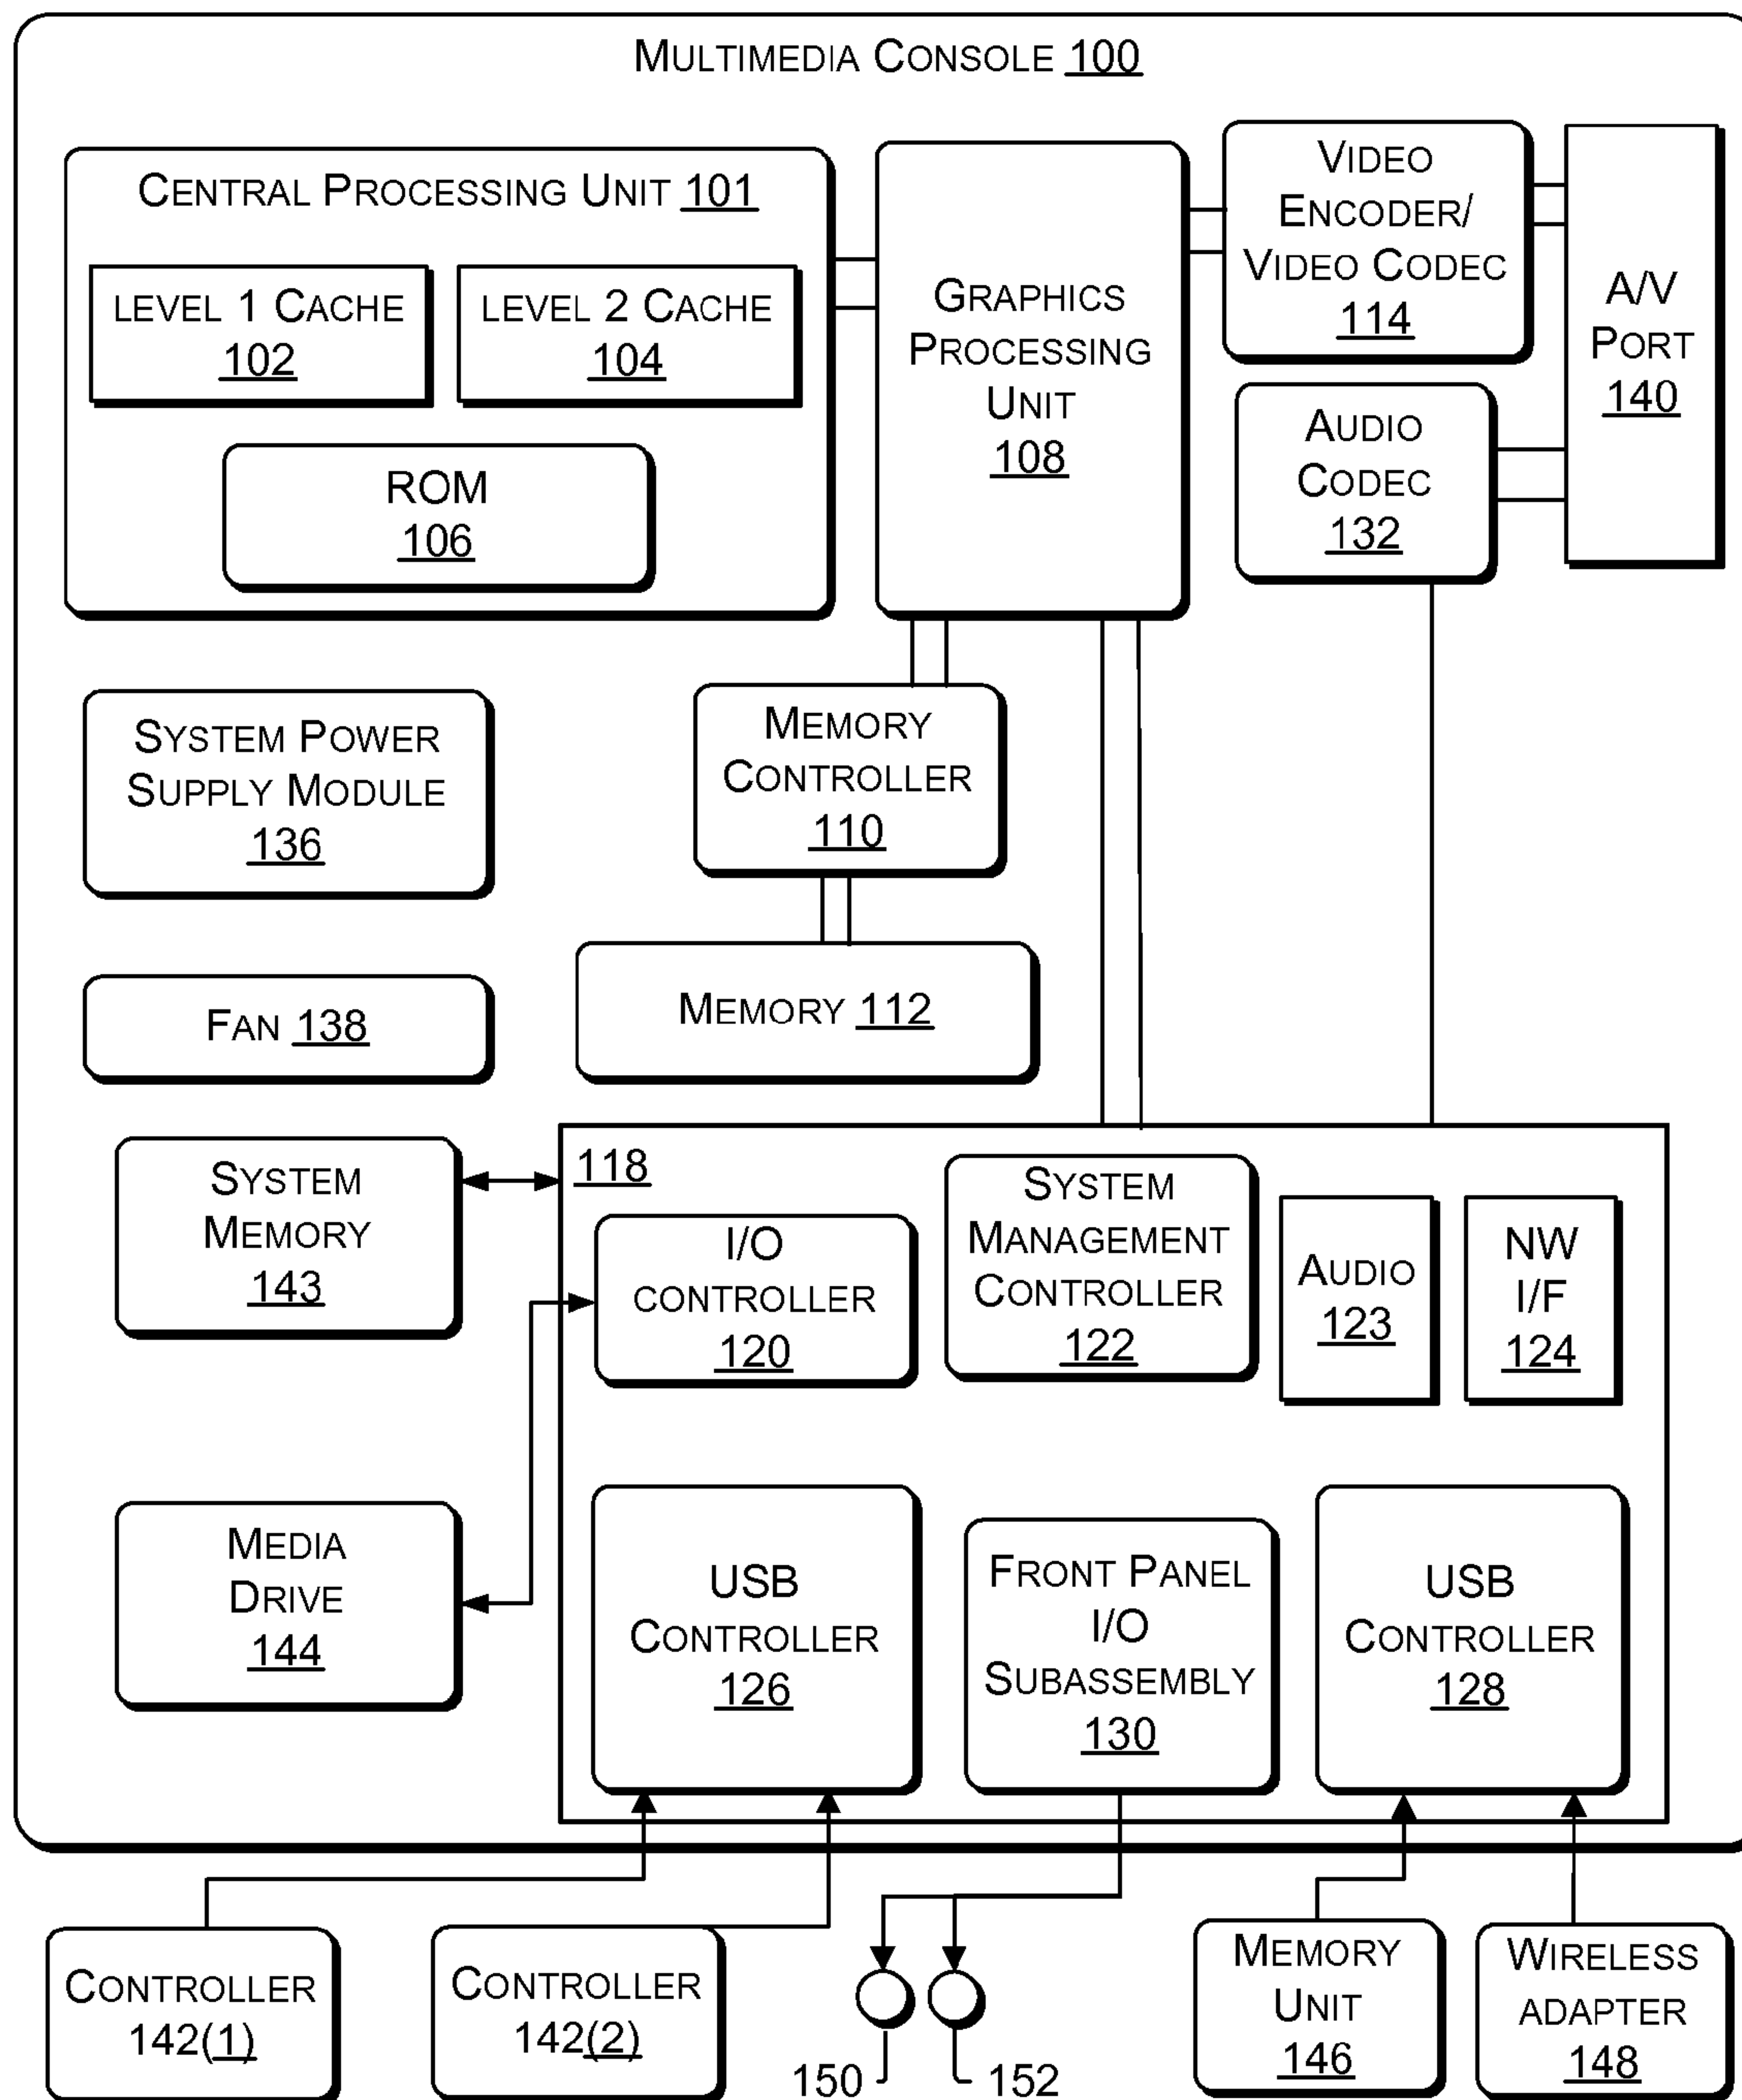 MULTIMEDIA CONSOLE 100
CENTRAL PROCESSING UNIT 101
LEVEL 1 CACHE
102
LEVEL 2 CACHE
104
ROM
106
GRAPHICS
PROCESSING
UNIT
108
VIDEO
ENCODER/
VIDEO CODEC
114
A/V
PORT
140
AUDIO
CODEC
132
SYSTEM POWER
SUPPLY MODULE
136
MEMORY
CONTROLLER
110
FAN 138
MEMORY 112
SYSTEM
MEMORY
143
118
I/O
CONTROLLER
120
SYSTEM
MANAGEMENT
CONTROLLER
122
AUDIO
123
NW
I/F
124
MEDIA
DRIVE
144
USB
CONTROLLER
126
FRONT PANEL
I/O
SUBASSEMBLY
130
USB
CONTROLLER
128
CONTROLLER
142(1)
CONTROLLER
142(2)
150
152
MEMORY
UNIT
146
WIRELESS
ADAPTER
148